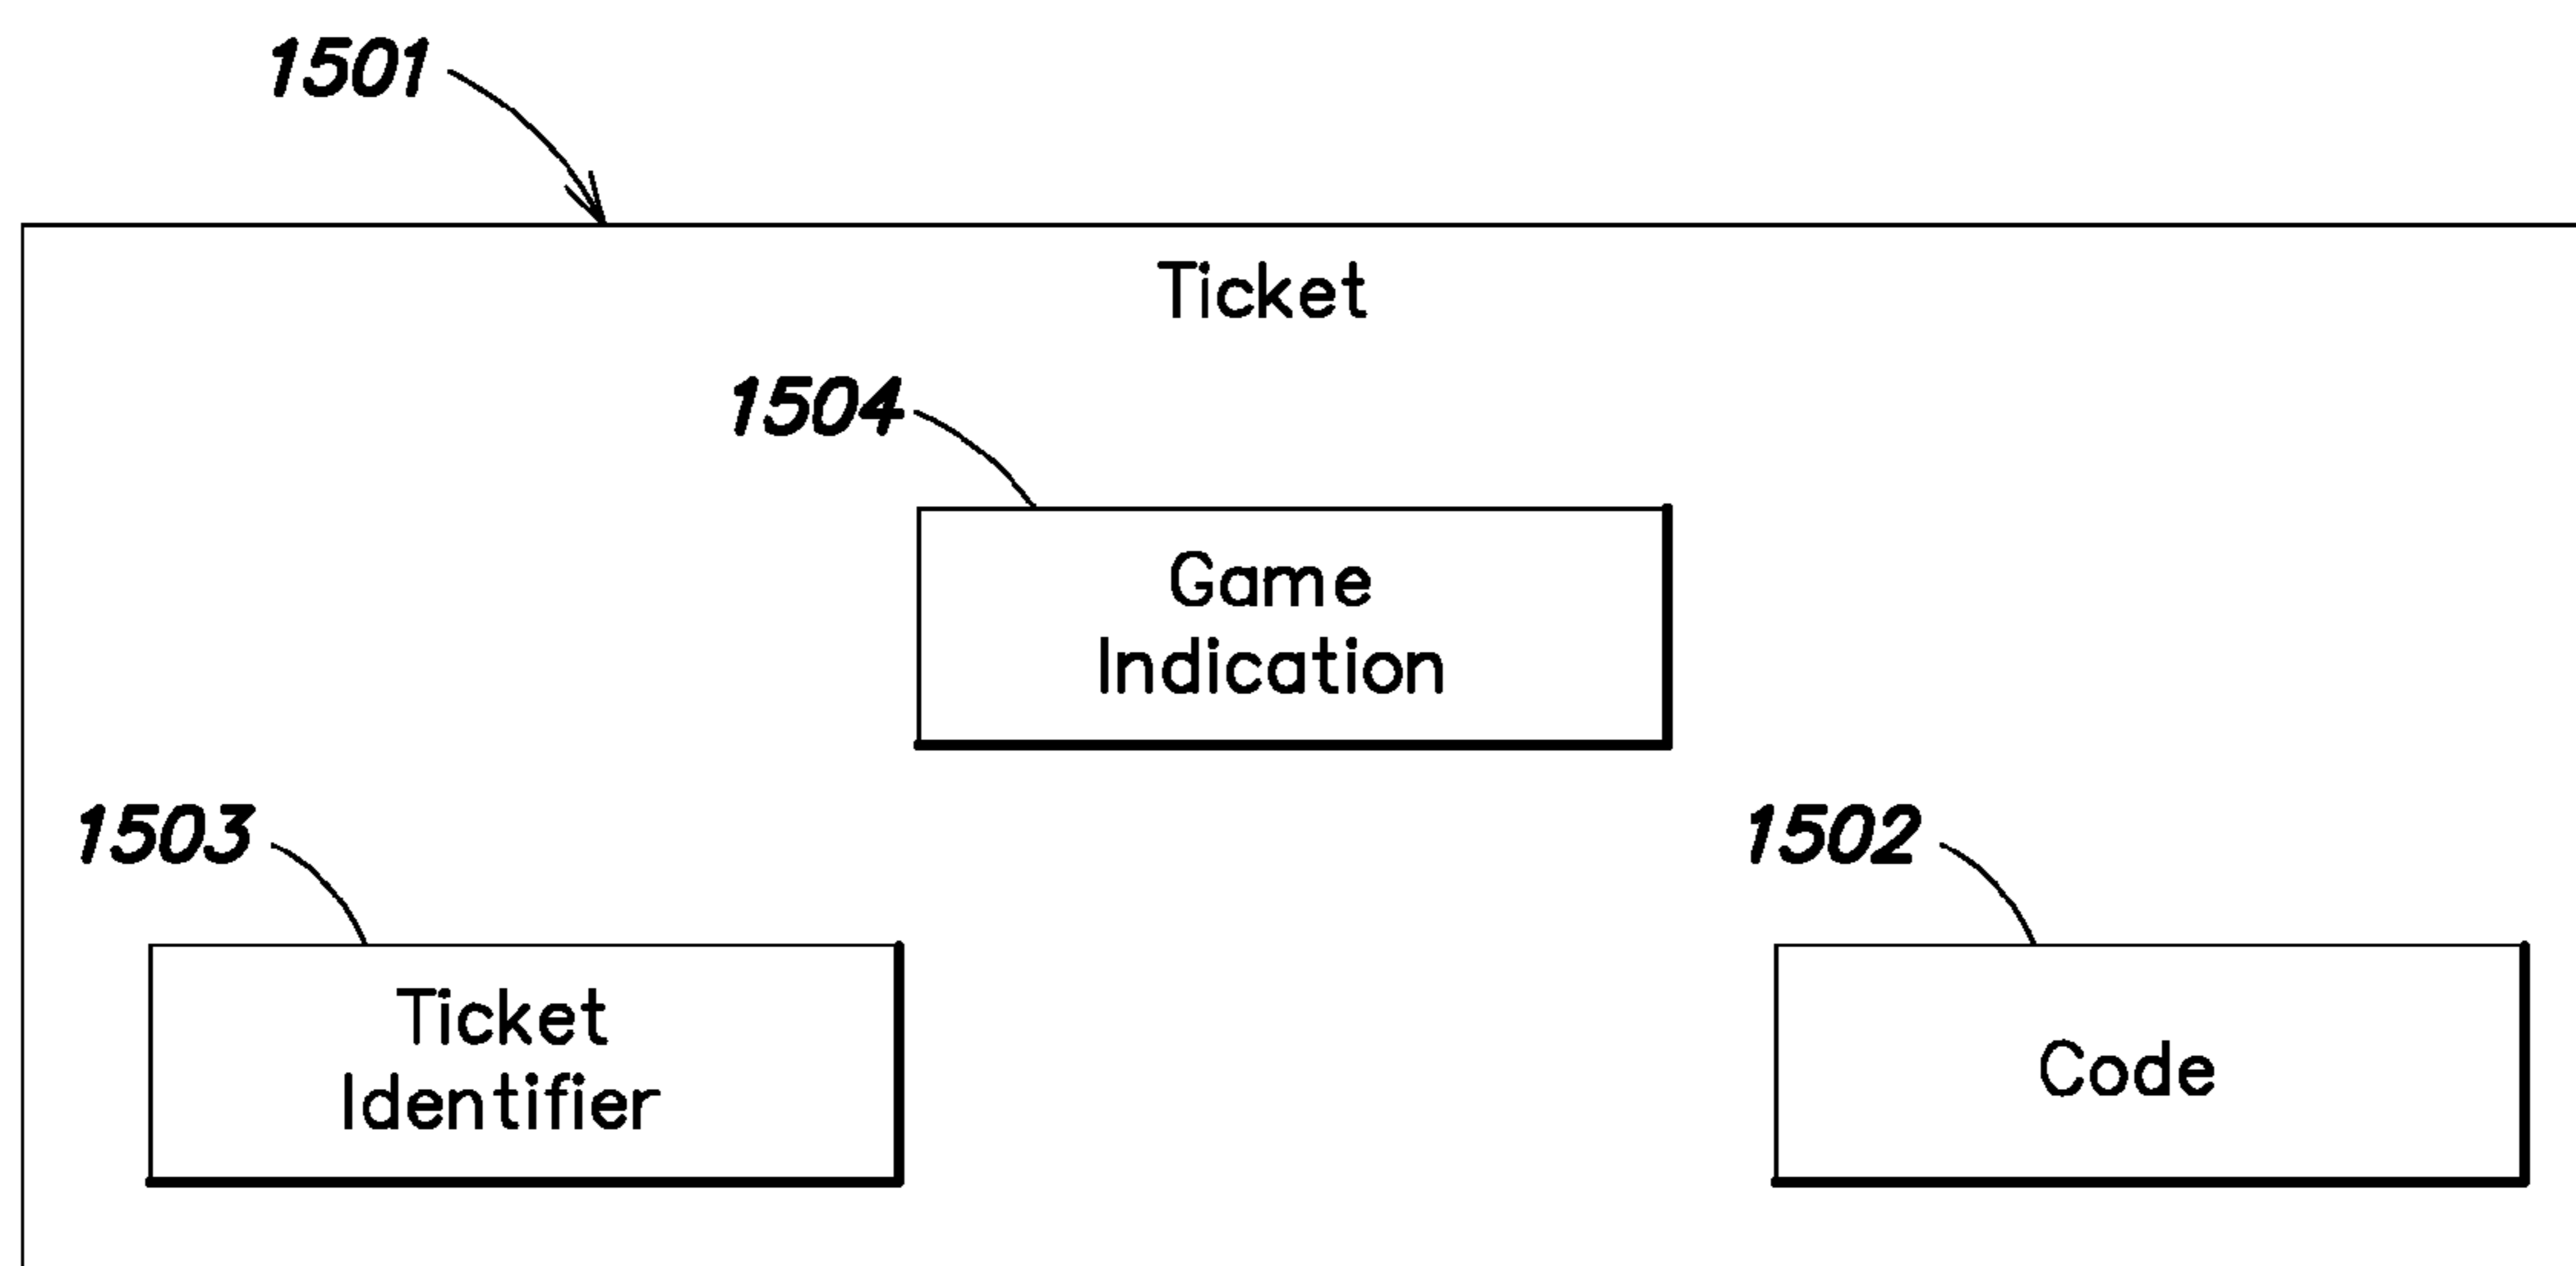 1501
Ticket
1504
Game
Indication
1503
1502
Ticket
Identifier
Code